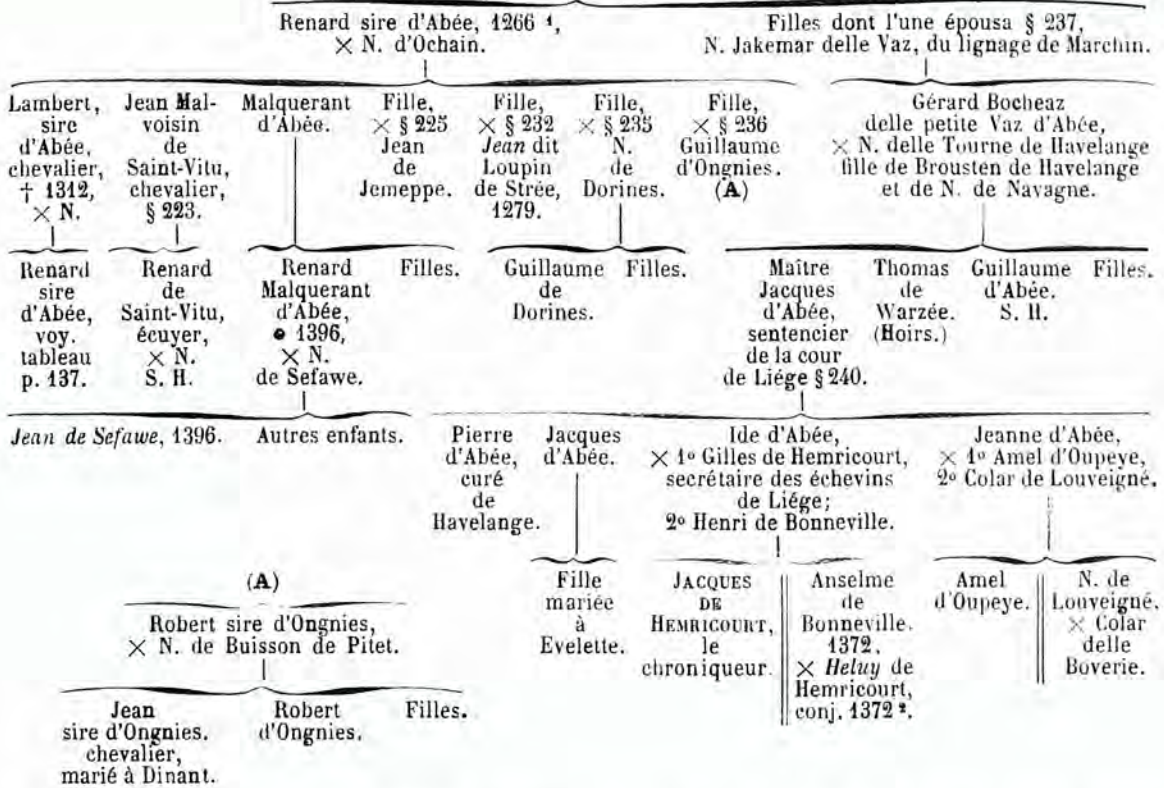 Renard sire d'Abée, 1266 ¹,
× N. d'Ochain.
Filles dont l'une épousa § 237,
N. Jakemar delle Vaz, du lignage de Marchin.
Lambert,
sire
d'Abée,
chevalier,
† 1312,
× N.
Jean Mal-
voisin
de
Saint-Vitu,
chevalier,
§ 223.
Malquerant
d'Abée.
Fille,
× § 225
Jean
de
Jemeppe.
Fille,
× § 232
Jean dit
Loupin
de Strée,
1279.
Fille,
× § 235
N.
de
Dorines.
Fille,
× § 236
Guillaume
d'Ongnies.
(A)
Gérard Bocheaz
delle petite Vaz d'Abée,
× N. delle Tourne de Havelange
fille de Brousten de Havelange
et de N. de Navagne.
Renard
sire
d'Abée,
voy.
tableau
p. 137.
Renard
de
Saint-Vitu,
écuyer,
× N.
S. H.
Renard
Malquerant
d'Abée,
● 1396,
× N.
de Sefawe.
Filles.
Guillaume
de
Dorines.
Filles.
Maître
Jacques
d'Abée,
sentencier
de la cour
de Liége § 240.
Thomas
de
Warzée.
(Hoirs.)
Guillaume
d'Abée.
S. H.
Filles.
Jean de Sefawe, 1396.
Autres enfants.
Pierre
d'Abée,
curé
de
Havelange.
Jacques
d'Abée.
Ide d'Abée,
× 1º Gilles de Hemricourt,
secrétaire des échevins
de Liége;
2º Henri de Bonneville.
Jeanne d'Abée,
× 1º Amel d'Oupeye,
2º Colar de Louveigné.
Fille
mariée
à
Evelette.
JACQUES
DE
HEMRICOURT,
le
chroniqueur.
Anselme
de
Bonneville.
1372.
× Heluy de
Hemricourt,
conj. 1372 ².
Amel
d'Oupeye.
N. de
Louveigné.
× Colar
delle
Boverie.
(A)
Robert sire d'Ongnies,
× N. de Buisson de Pitet.
Jean
sire d'Ongnies.
chevalier,
marié à Dinant.
Robert
d'Ongnies.
Filles.